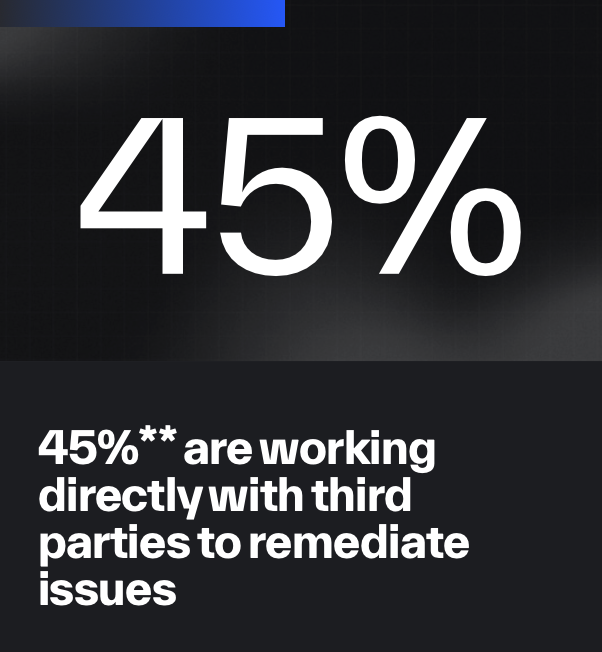 45%
45%** are working
directly with third
parties to remediate
issues